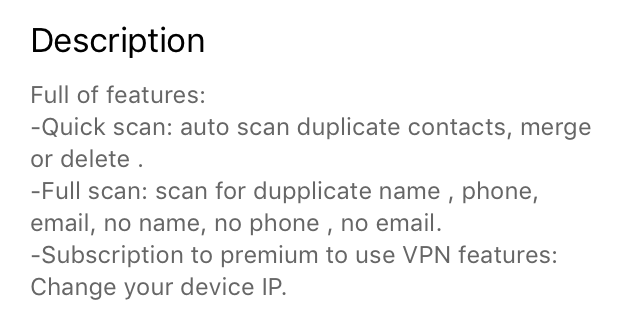 Description
Full of features:
-Quick scan: auto scan duplicate contacts, merge
or delete .
-Full scan: scan for dupplicate name , phone,
email, no name, no phone , no email.
-Subscription to premium to use VPN features:
Change your device IP.